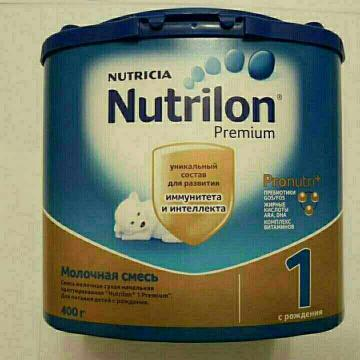 NUTRICIA
Nutrilon®
Premium
уникальный
состав
для развития
иммунитета
и интеллекта
Pronutri+
ПРЕБИОТИКИ
GOS/FOS
ЖИРНЫЕ
КИСЛОТЫ
ARA, DHA
КОМПЛЕКС
ВИТАМИНОВ
Молочная смесь
Смесь молочная сухая начальная
адаптированная "Nutrilon® 1 Premium".
Для питания детей с рождения.
400 г
1
с рождения